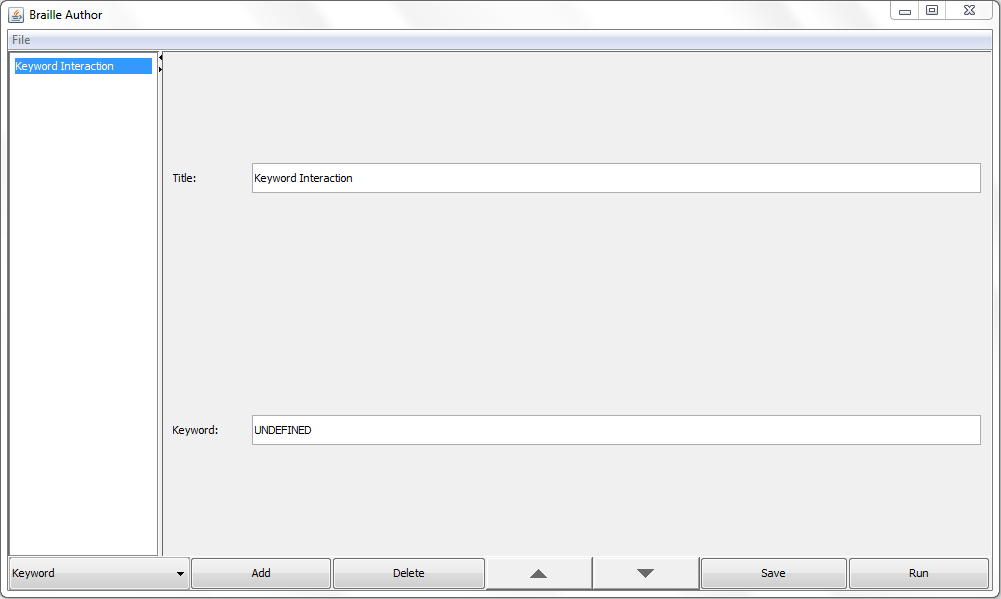 Braille Author
File
Keyword Interaction
Title:
Keyword Interaction
Keyword:
UNDEFINED
Keyword
Add
Delete
Save
Run